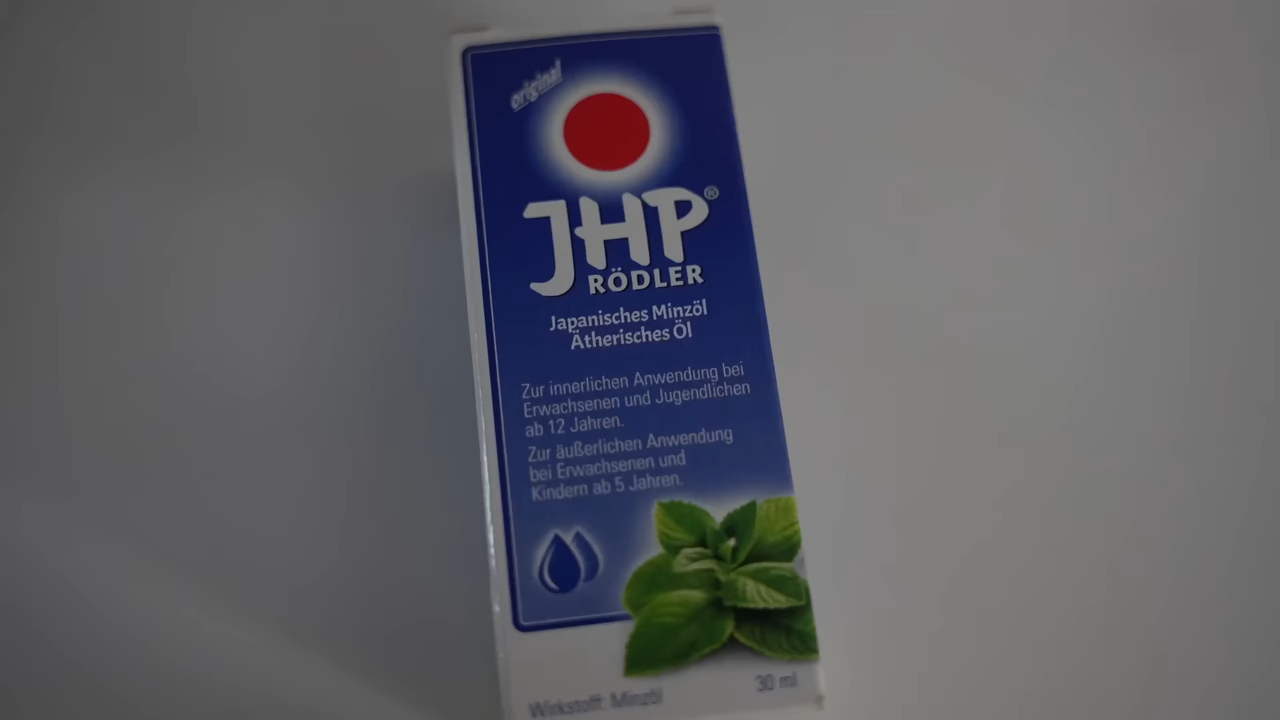 original
JHP®
RÖDLER
Japanisches Minzöl
Ätherisches Öl
Zur innerlichen Anwendung bei
Erwachsenen und Jugendlichen
ab 12 Jahren.
Zur äußerlichen Anwendung
bei Erwachsenen und
Kindern ab 5 Jahren.
Wirkstoff: Minzöl
30 ml